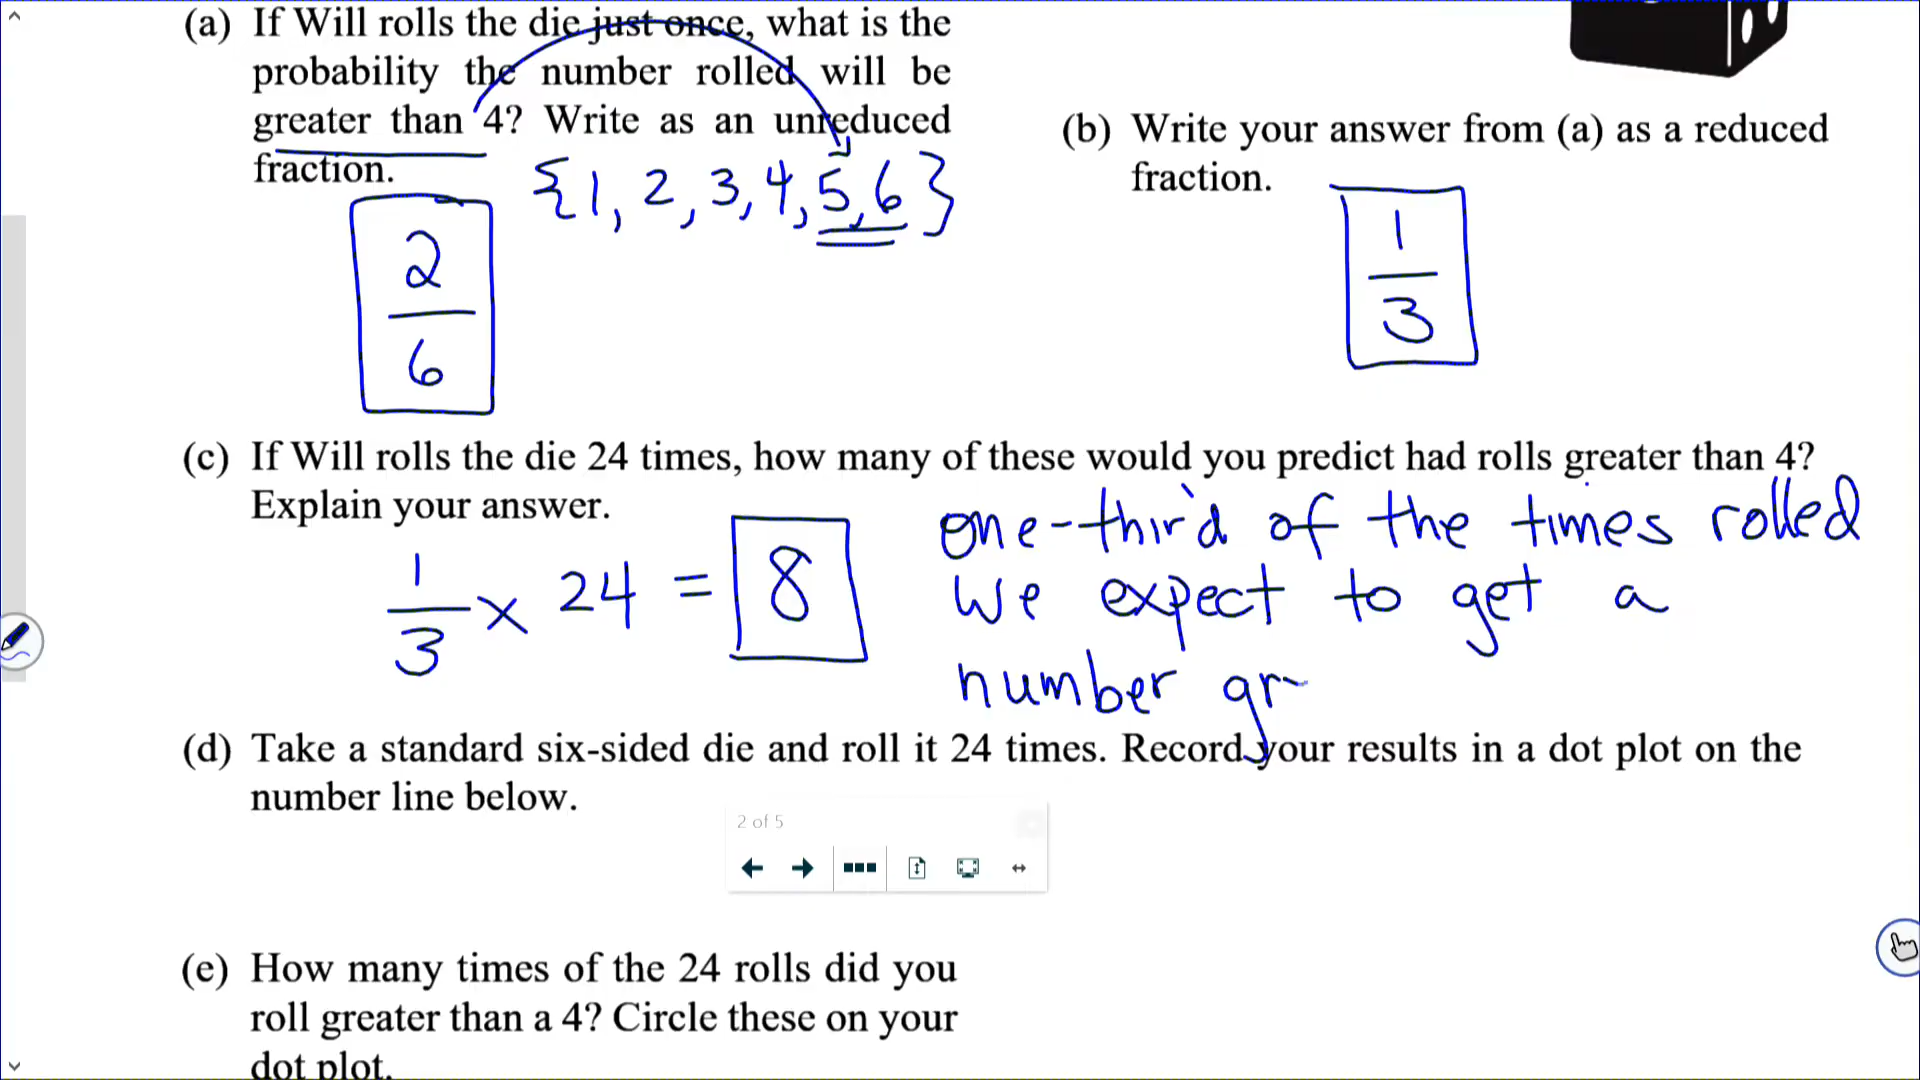 (a) If Will rolls the die just once, what is the
probability the number rolled will be
greater than 4? Write as an unreduced
fraction.
{1, 2, 3, 4, 5, 6}
2
6
(b) Write your answer from (a) as a reduced
fraction.
1
3
(c) If Will rolls the die 24 times, how many of these would you predict had rolls greater than 4?
Explain your answer.
1
3
× 24 = 8
one-third of the times rolled
we expect to get a
number gr
(d) Take a standard six-sided die and roll it 24 times. Record your results in a dot plot on the
number line below.
2 of 5
(e) How many times of the 24 rolls did you
roll greater than a 4? Circle these on your
dot plot.